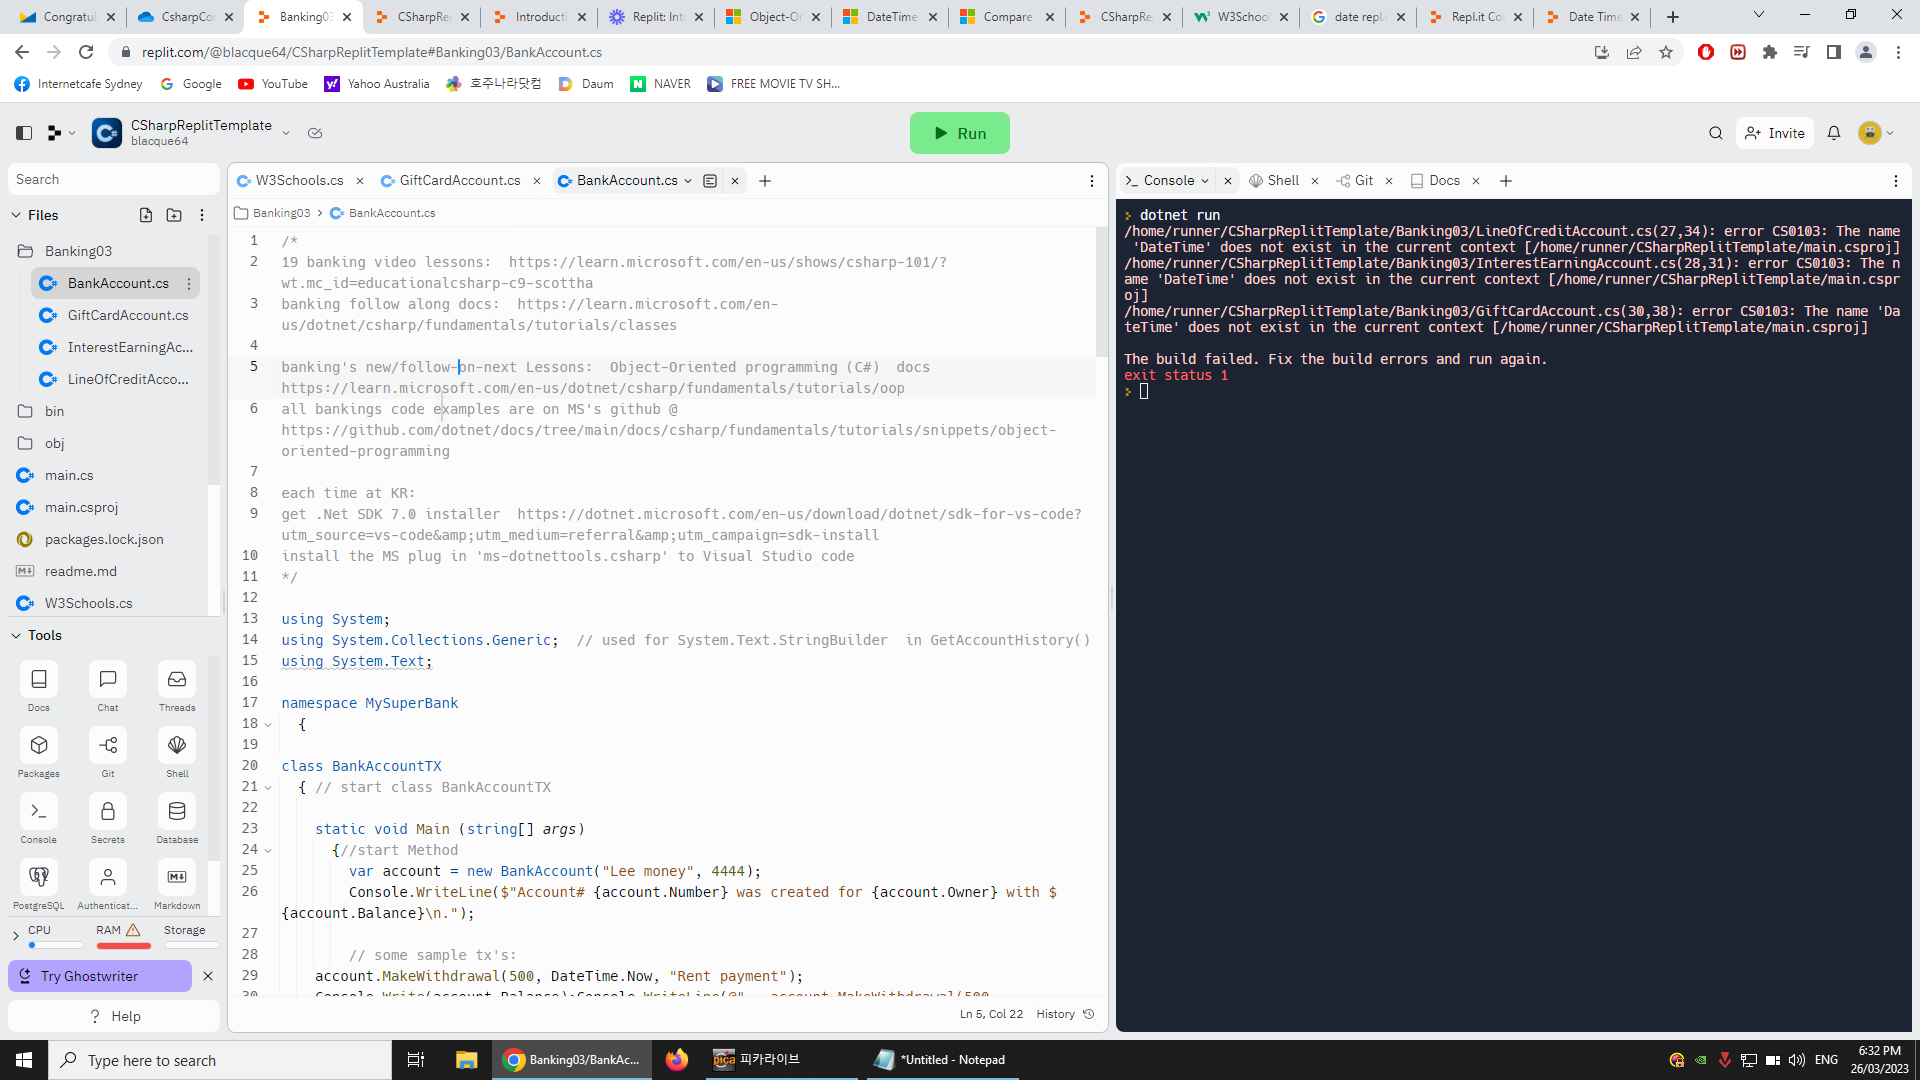 Congratul
CsharpCo
Banking03
CSharpRep
Introducti
Replit: Int
Object-Or
DateTime
Compare
CSharpRe
W3School
date repl.i
Repl.it Co
Date Time
replit.com/@blacque64/CSharpReplitTemplate#Banking03/BankAccount.cs
Internetcafe Sydney
Google
YouTube
Yahoo Australia
호주나라닷컴
Daum
NAVER
FREE MOVIE TV SH...
CSharpReplitTemplate
blacque64
Run
Invite
Search
Files
Banking03
BankAccount.cs
GiftCardAccount.cs
InterestEarningAc...
LineOfCreditAcco...
bin
obj
main.cs
main.csproj
packages.lock.json
readme.md
W3Schools.cs
Tools
Docs
Chat
Threads
Packages
Git
Shell
Console
Secrets
Database
PostgreSQL
Authenticat...
Markdown
CPU
RAM
Storage
Try Ghostwriter
Help
W3Schools.cs
GiftCardAccount.cs
BankAccount.cs
Banking03 > BankAccount.cs
1 /*
2 19 banking video lessons:  https://learn.microsoft.com/en-us/shows/csharp-101/?
wt.mc_id=educationalcsharp-c9-scottha
3 banking follow along docs:  https://learn.microsoft.com/en-
us/dotnet/csharp/fundamentals/tutorials/classes
4
5 banking's new/follow-on-next Lessons:  Object-Oriented programming (C#)  docs
https://learn.microsoft.com/en-us/dotnet/csharp/fundamentals/tutorials/oop
6 all bankings code examples are on MS's github @
https://github.com/dotnet/docs/tree/main/docs/csharp/fundamentals/tutorials/snippets/object-
oriented-programming
7
8 each time at KR:
9 get .Net SDK 7.0 installer  https://dotnet.microsoft.com/en-us/download/dotnet/sdk-for-vs-code?
utm_source=vs-code&amp;utm_medium=referral&amp;utm_campaign=sdk-install
10 install the MS plug in 'ms-dotnettools.csharp' to Visual Studio code
11 */
12
13 using System;
14 using System.Collections.Generic;  // used for System.Text.StringBuilder  in GetAccountHistory()
15 using System.Text;
16
17 namespace MySuperBank
18 {
19
20 class BankAccountTX
21 { // start class BankAccountTX
22
23 static void Main (string[] args)
24 {//start Method
25 var account = new BankAccount("Lee money", 4444);
26 Console.WriteLine($"Account# {account.Number} was created for {account.Owner} with $
{account.Balance}\n.");
27
28 // some sample tx's:
29 account.MakeWithdrawal(500, DateTime.Now, "Rent payment");
30 Console.Write(account.Balance);Console.WriteLine(@"   account.MakeWithdrawal(500,
Ln 5, Col 22
History
Console
Shell
Git
Docs
dotnet run
/home/runner/CSharpReplitTemplate/Banking03/LineOfCreditAccount.cs(27,34): error CS0103: The name
'DateTime' does not exist in the current context [/home/runner/CSharpReplitTemplate/main.csproj]
/home/runner/CSharpReplitTemplate/Banking03/InterestEarningAccount.cs(28,31): error CS0103: The n
ame 'DateTime' does not exist in the current context [/home/runner/CSharpReplitTemplate/main.cspr
oj]
/home/runner/CSharpReplitTemplate/Banking03/GiftCardAccount.cs(30,38): error CS0103: The name 'Da
teTime' does not exist in the current context [/home/runner/CSharpReplitTemplate/main.csproj]
The build failed. Fix the build errors and run again.
exit status 1
Type here to search
Banking03/BankAc...
pica
피카라이브
*Untitled - Notepad
ENG
6:32 PM
26/03/2023